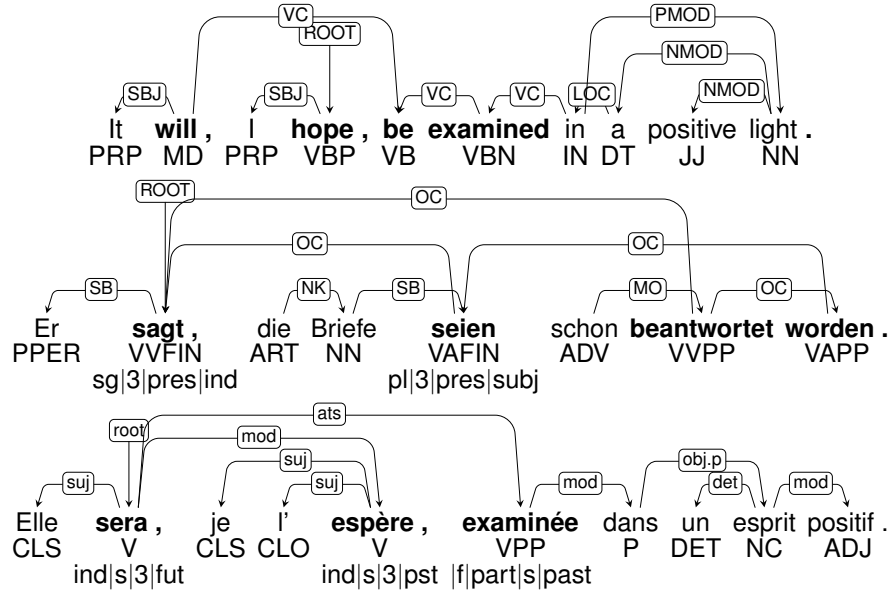 VC
ROOT PMOD
NMOD
SBJ SBJ VC VC LOC NMOD
It will , I hope , be examined in a positive light .
PRP MD PRP VBP VB VBN IN DT JJ NN
ROOT OC
OC OC
SB NK SB MO OC
Er sagt , die Briefe seien schon beantwortet worden .
PPER VVFIN ART NN VAFIN ADV VVPP VAPP
sg|3|pres|ind pl|3|pres|subj
ats
root mod
suj obj.p
suj suj mod det mod
Elle sera , je l' espère , examinée dans un esprit positif .
CLS V CLS CLO V VPP P DET NC ADJ
ind|s|3|fut ind|s|3|pst |f|part|s|past